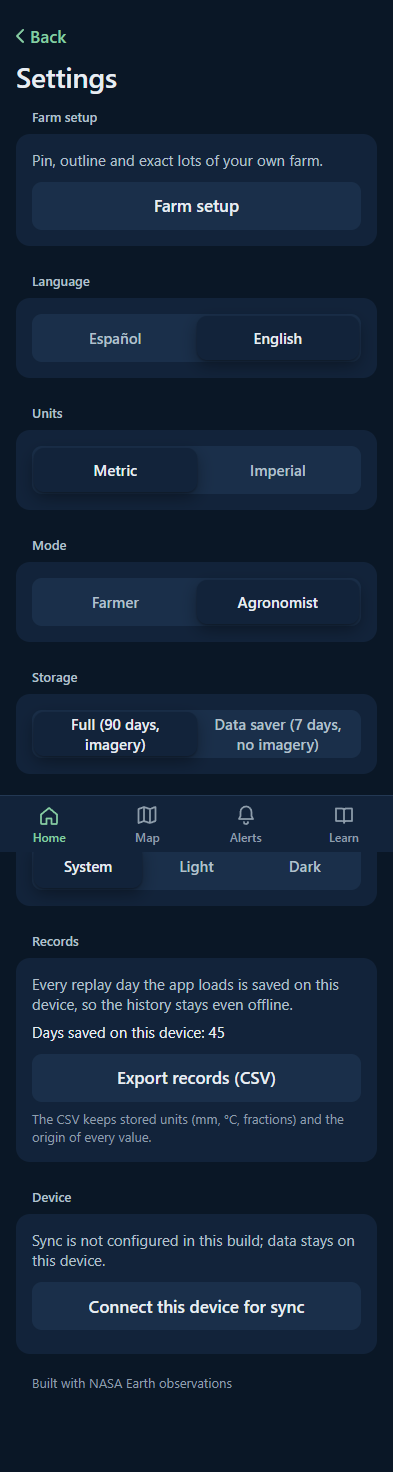 Back
Settings
Farm setup
Pin, outline and exact lots of your own farm.
Farm setup
Language
Español
English
Units
Metric
Imperial
Mode
Farmer
Agronomist
Storage
Full (90 days,
imagery)
Data saver (7 days,
no imagery)
Home
Map
Alerts
Learn
System
Light
Dark
Records
Every replay day the app loads is saved on this
device, so the history stays even offline.
Days saved on this device: 45
Export records (CSV)
The CSV keeps stored units (mm, °C, fractions) and the
origin of every value.
Device
Sync is not configured in this build; data stays on
this device.
Connect this device for sync
Built with NASA Earth observations